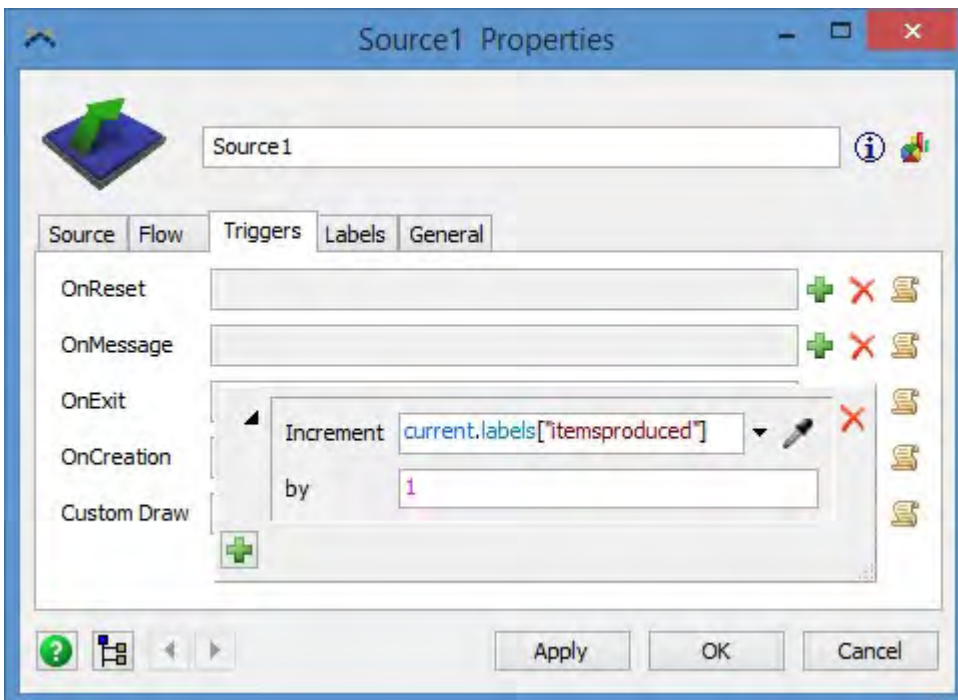 Source1 Properties
Source1
Source Flow Triggers Labels General
OnReset
OnMessage
OnExit
Increment current.labels["itemsproduced"]
OnCreation
by 1
Custom Draw
Apply OK Cancel